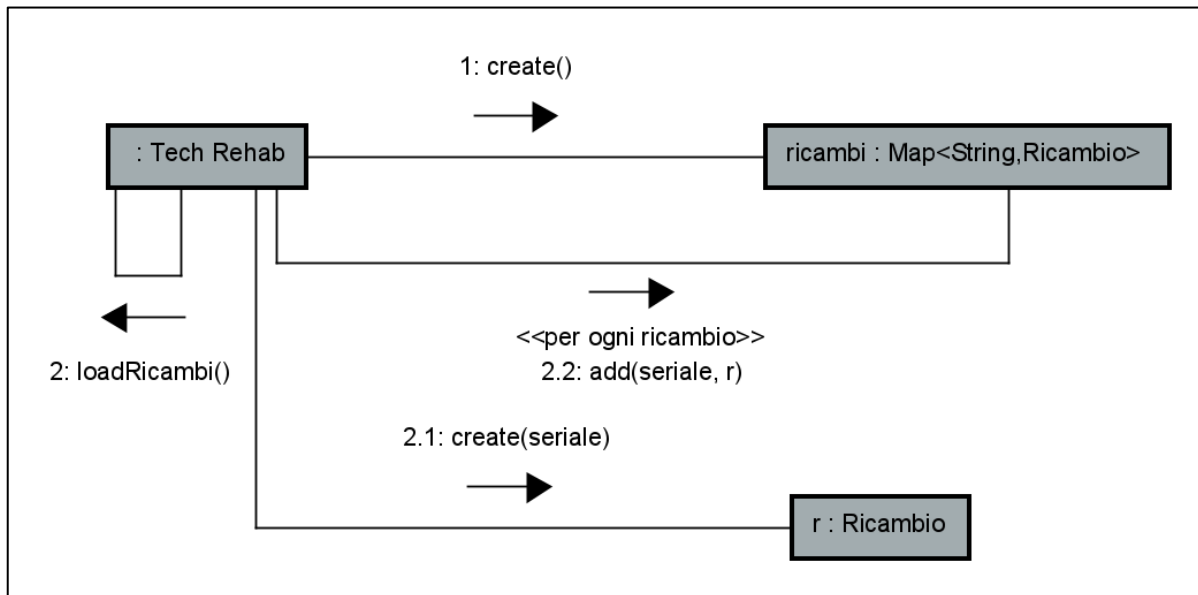 1: create()
: Tech Rehab
ricambi : Map<String,Ricambio>
<<per ogni ricambio>>
2: loadRicambi()
2.2: add(seriale, r)
2.1: create(seriale)
r : Ricambio